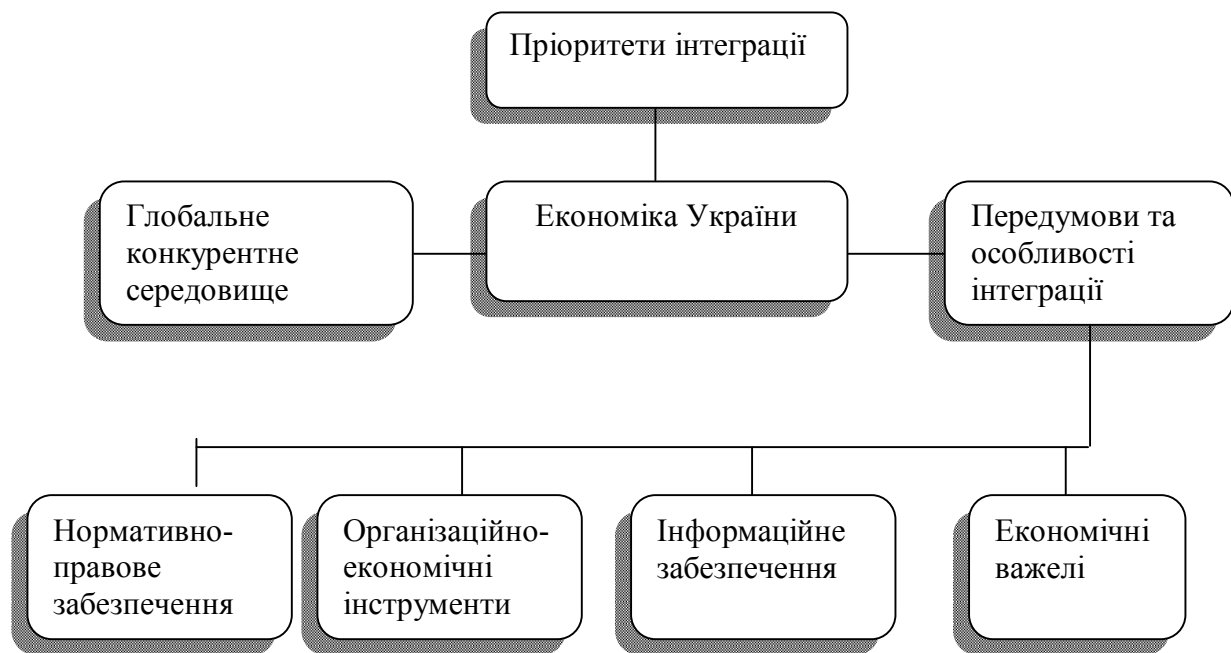 Пріоритети інтеграції
Глобальне
конкурентне
середовище
Економіка України
Передумови та
особливості
інтеграції
Нормативно-
правове
забезпечення
Організаційно-
економічні
інструменти
Інформаційне
забезпечення
Економічні
важелі